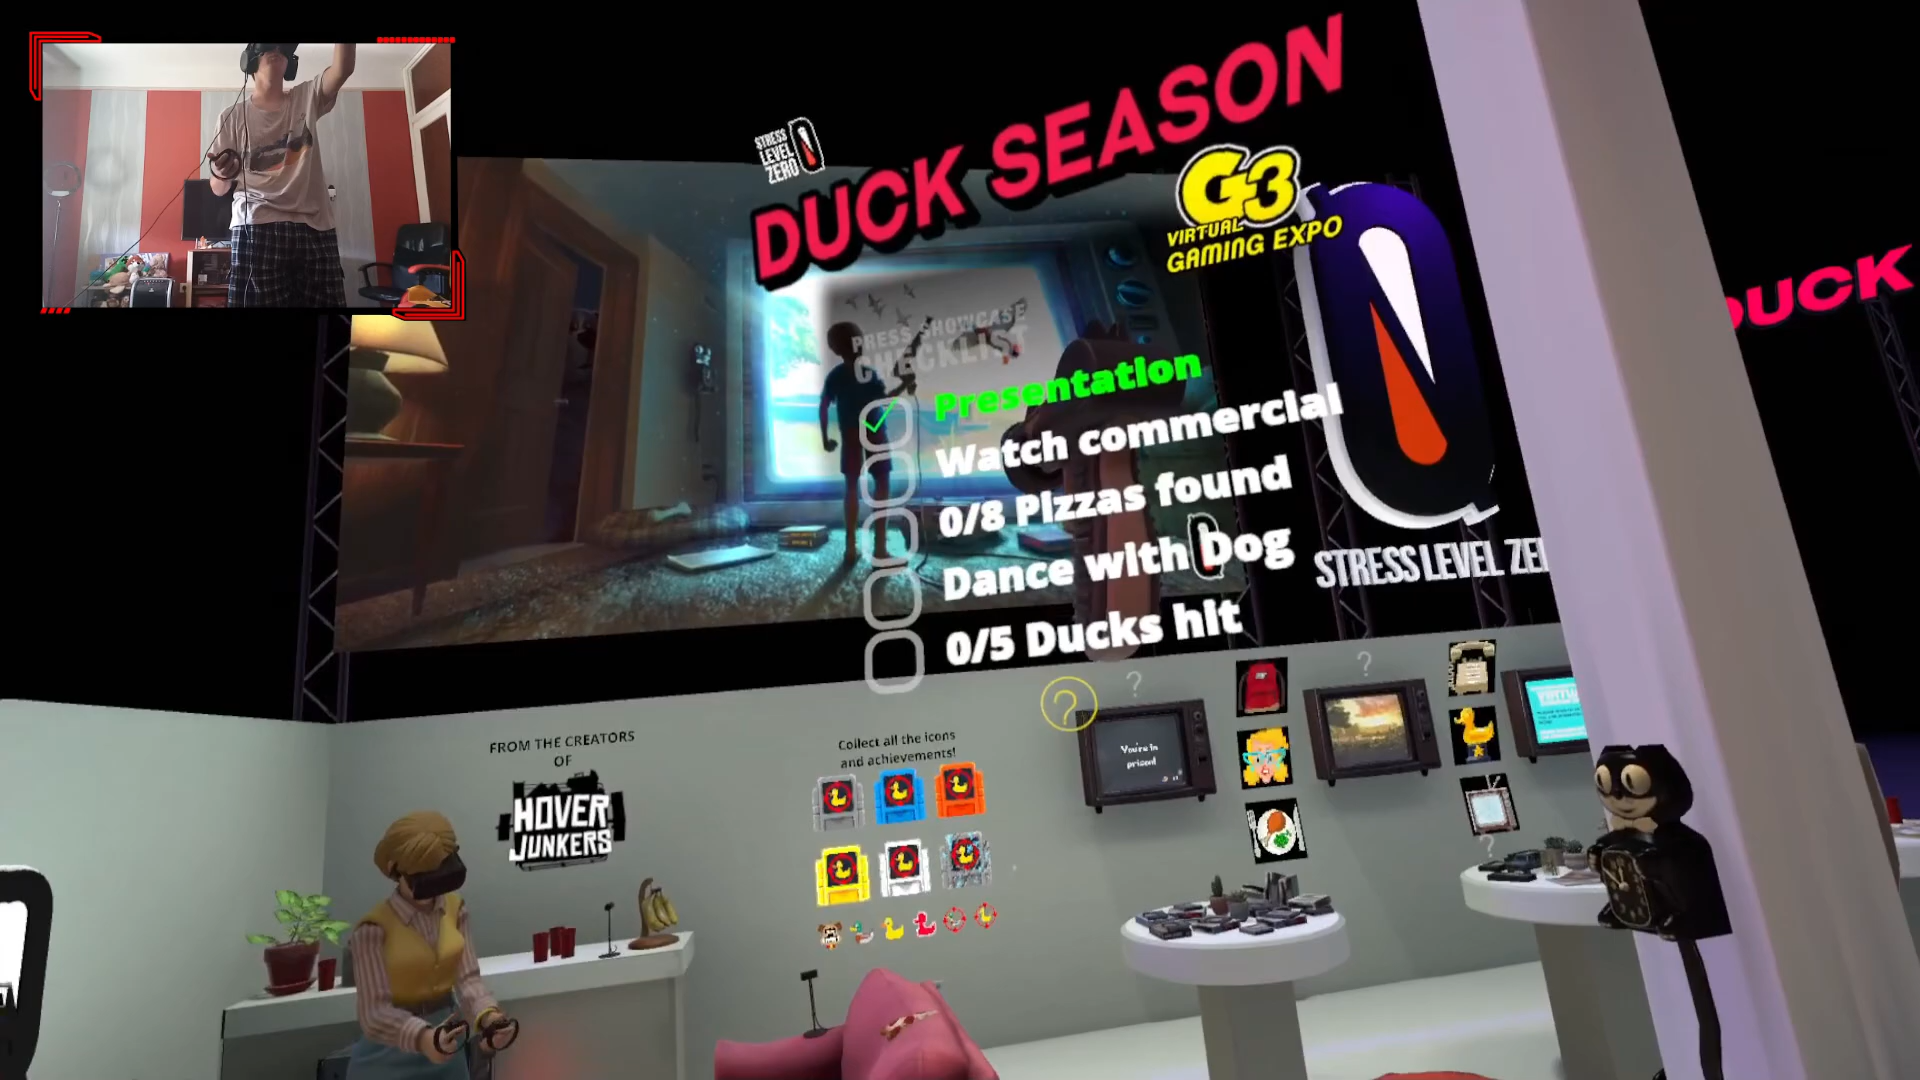 STRESS
LEVEL
ZERO
DUCK SEASON
G3
VIRTUAL
GAMING EXPO
DUCK
PRESS SHOWCASE
CHECKLIST
Presentation
Watch commercial
0/8 Pizzas found
Dance with Dog
0/5 Ducks hit
STRESS LEVEL
FROM THE CREATORS
OF
HOVER
JUNKERS
Collect all the icons
and achievements!
?
?
?
?
You're in
prison!